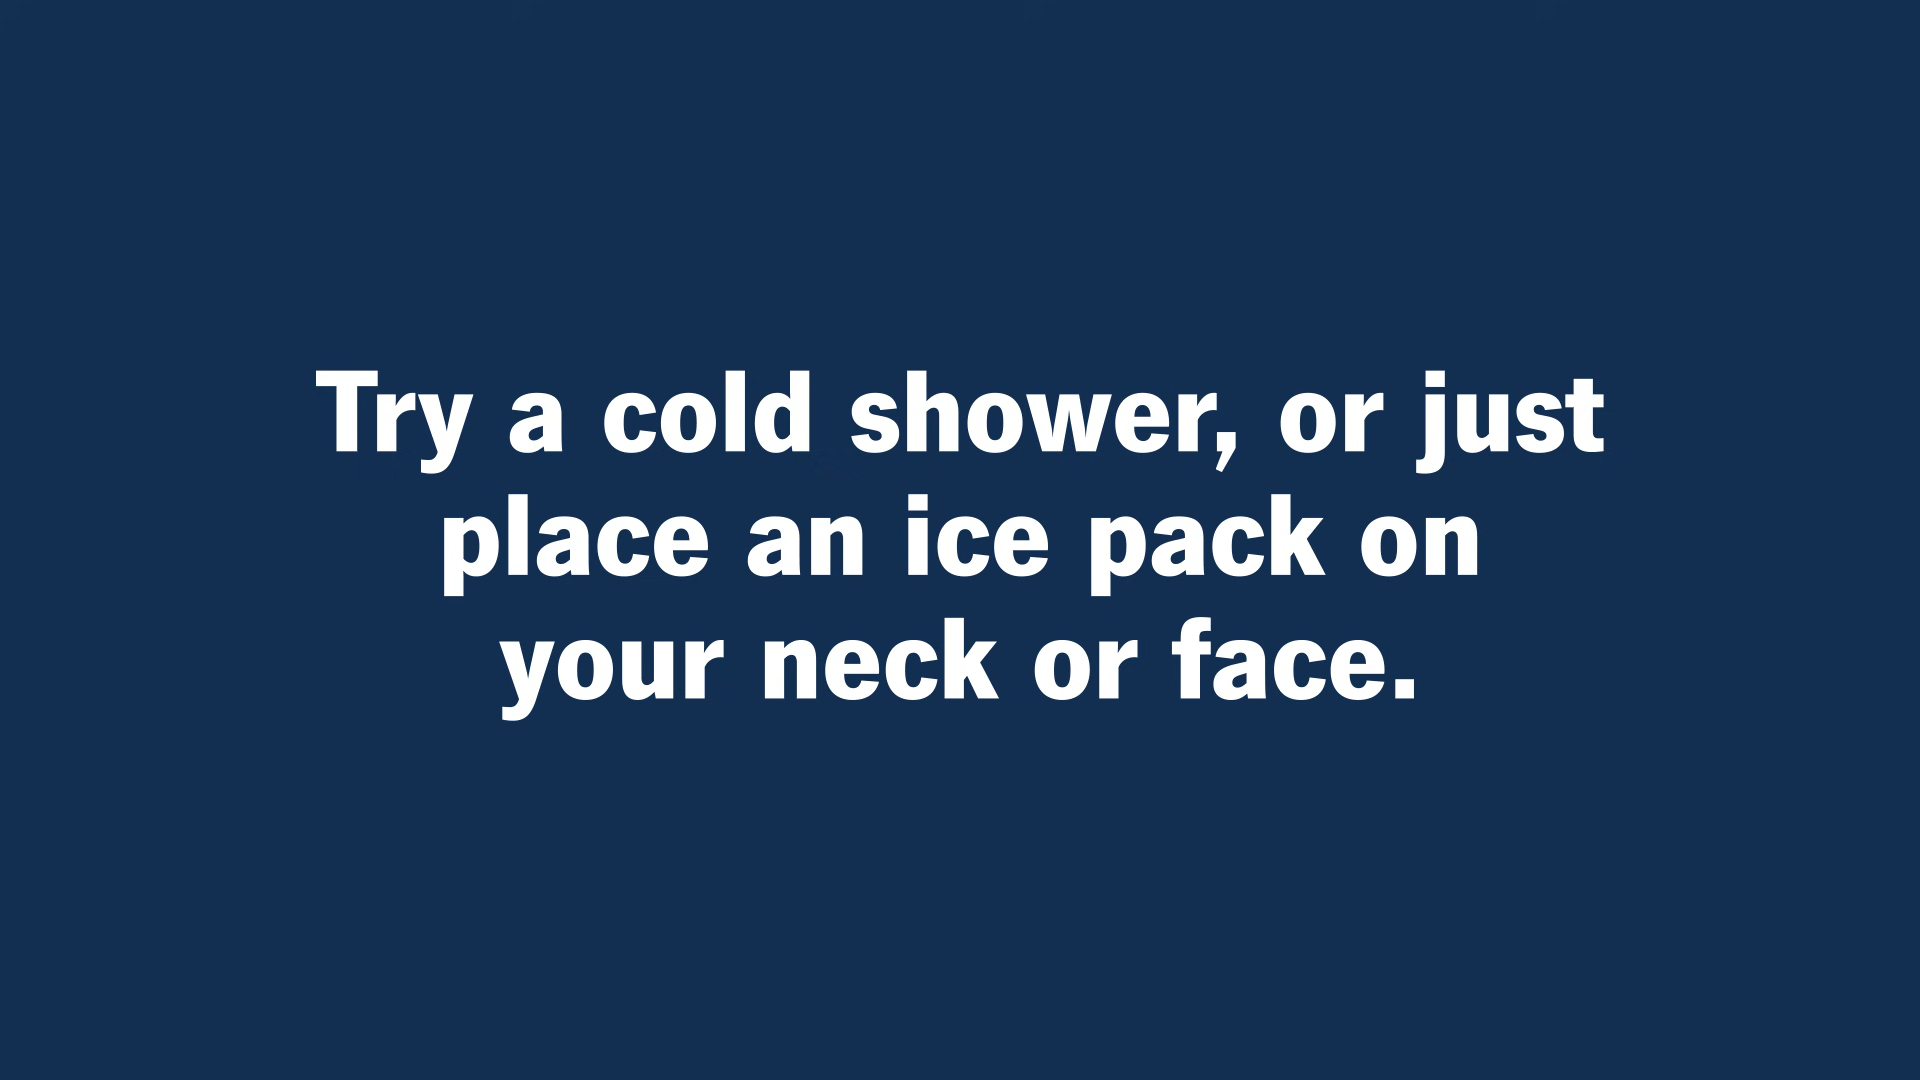 Try a cold shower, or just
place an ice pack on
your neck or face.